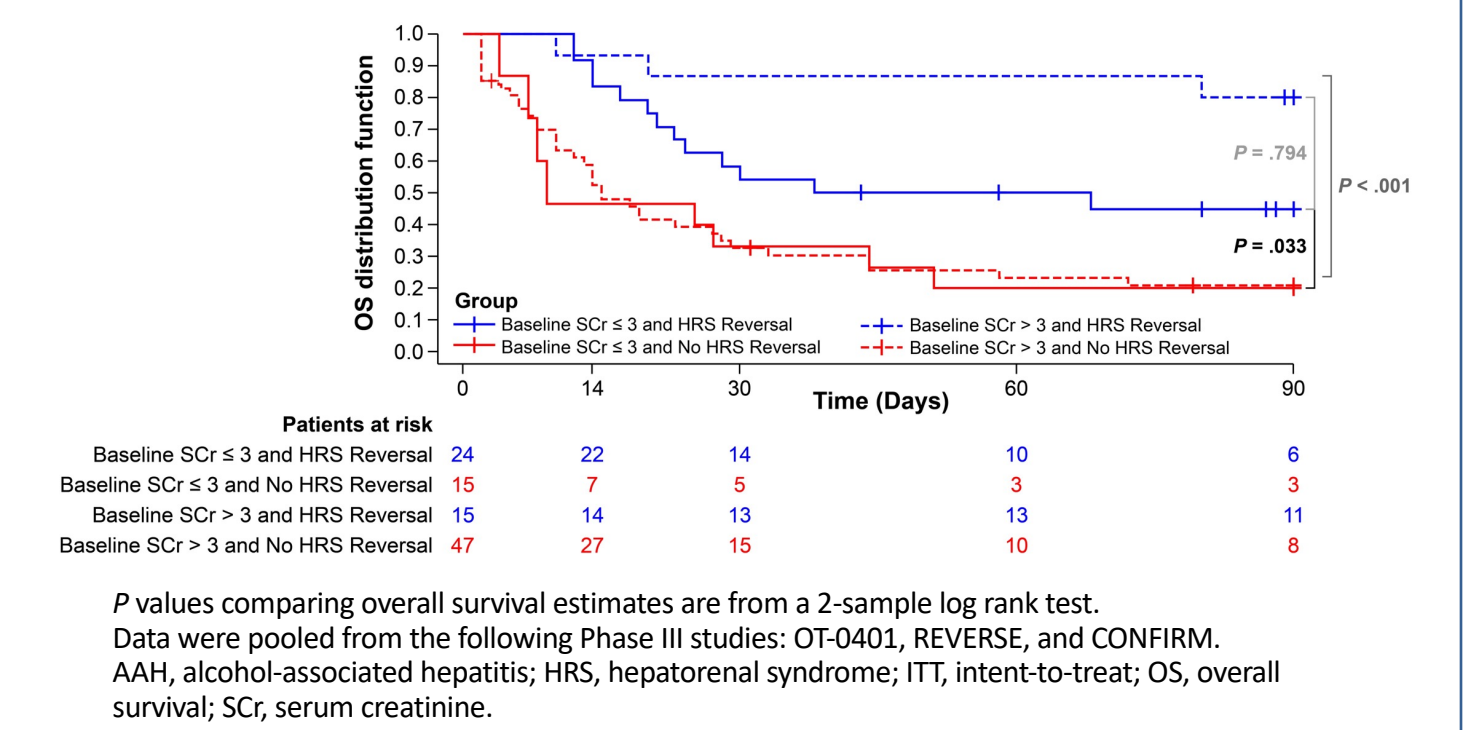 1.0
0.9
0.8
0.7
0.6
0.5
0.4
0.3
0.2
0.1
0.0
OS distribution function
P = .794
P < .001
P = .033
Group
Baseline SCr ≤ 3 and HRS Reversal
Baseline SCr > 3 and HRS Reversal
Baseline SCr ≤ 3 and No HRS Reversal
Baseline SCr > 3 and No HRS Reversal
0 14 30 60 90
Time (Days)
Patients at risk
Baseline SCr ≤ 3 and HRS Reversal 24 22 14 10 6
Baseline SCr ≤ 3 and No HRS Reversal 15 7 5 3 3
Baseline SCr > 3 and HRS Reversal 15 14 13 13 11
Baseline SCr > 3 and No HRS Reversal 47 27 15 10 8
P values comparing overall survival estimates are from a 2-sample log rank test.
Data were pooled from the following Phase III studies: OT-0401, REVERSE, and CONFIRM.
AAH, alcohol-associated hepatitis; HRS, hepatorenal syndrome; ITT, intent-to-treat; OS, overall
survival; SCr, serum creatinine.